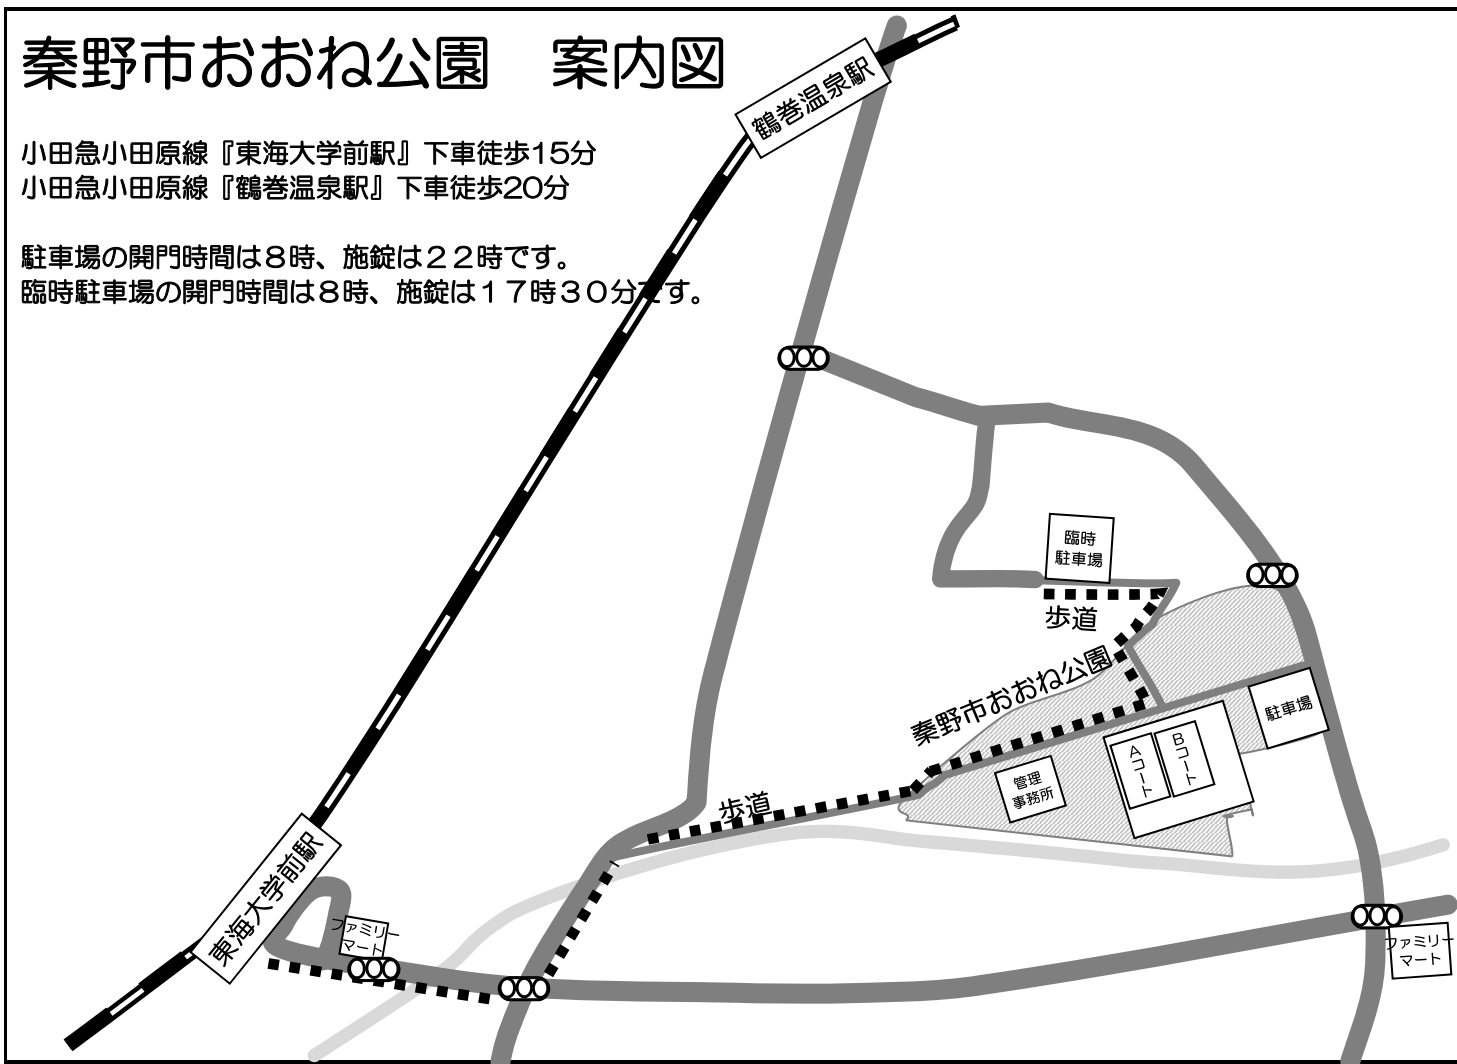 秦野市おおね公園　案内図
小田急小田原線『東海大学前駅』下車徒歩15分
小田急小田原線『鶴巻温泉駅』下車徒歩20分
駐車場の開門時間は８時、施錠は２２時です。
臨時駐車場の開門時間は８時、施錠は１７時３０分です。
鶴巻温泉駅
臨時
駐車場
歩道
秦野市おおね公園
駐車場
Aコート
Bコート
管理
事務所
歩道
東海大学前駅
ファミリー
マート
ファミリー
マート